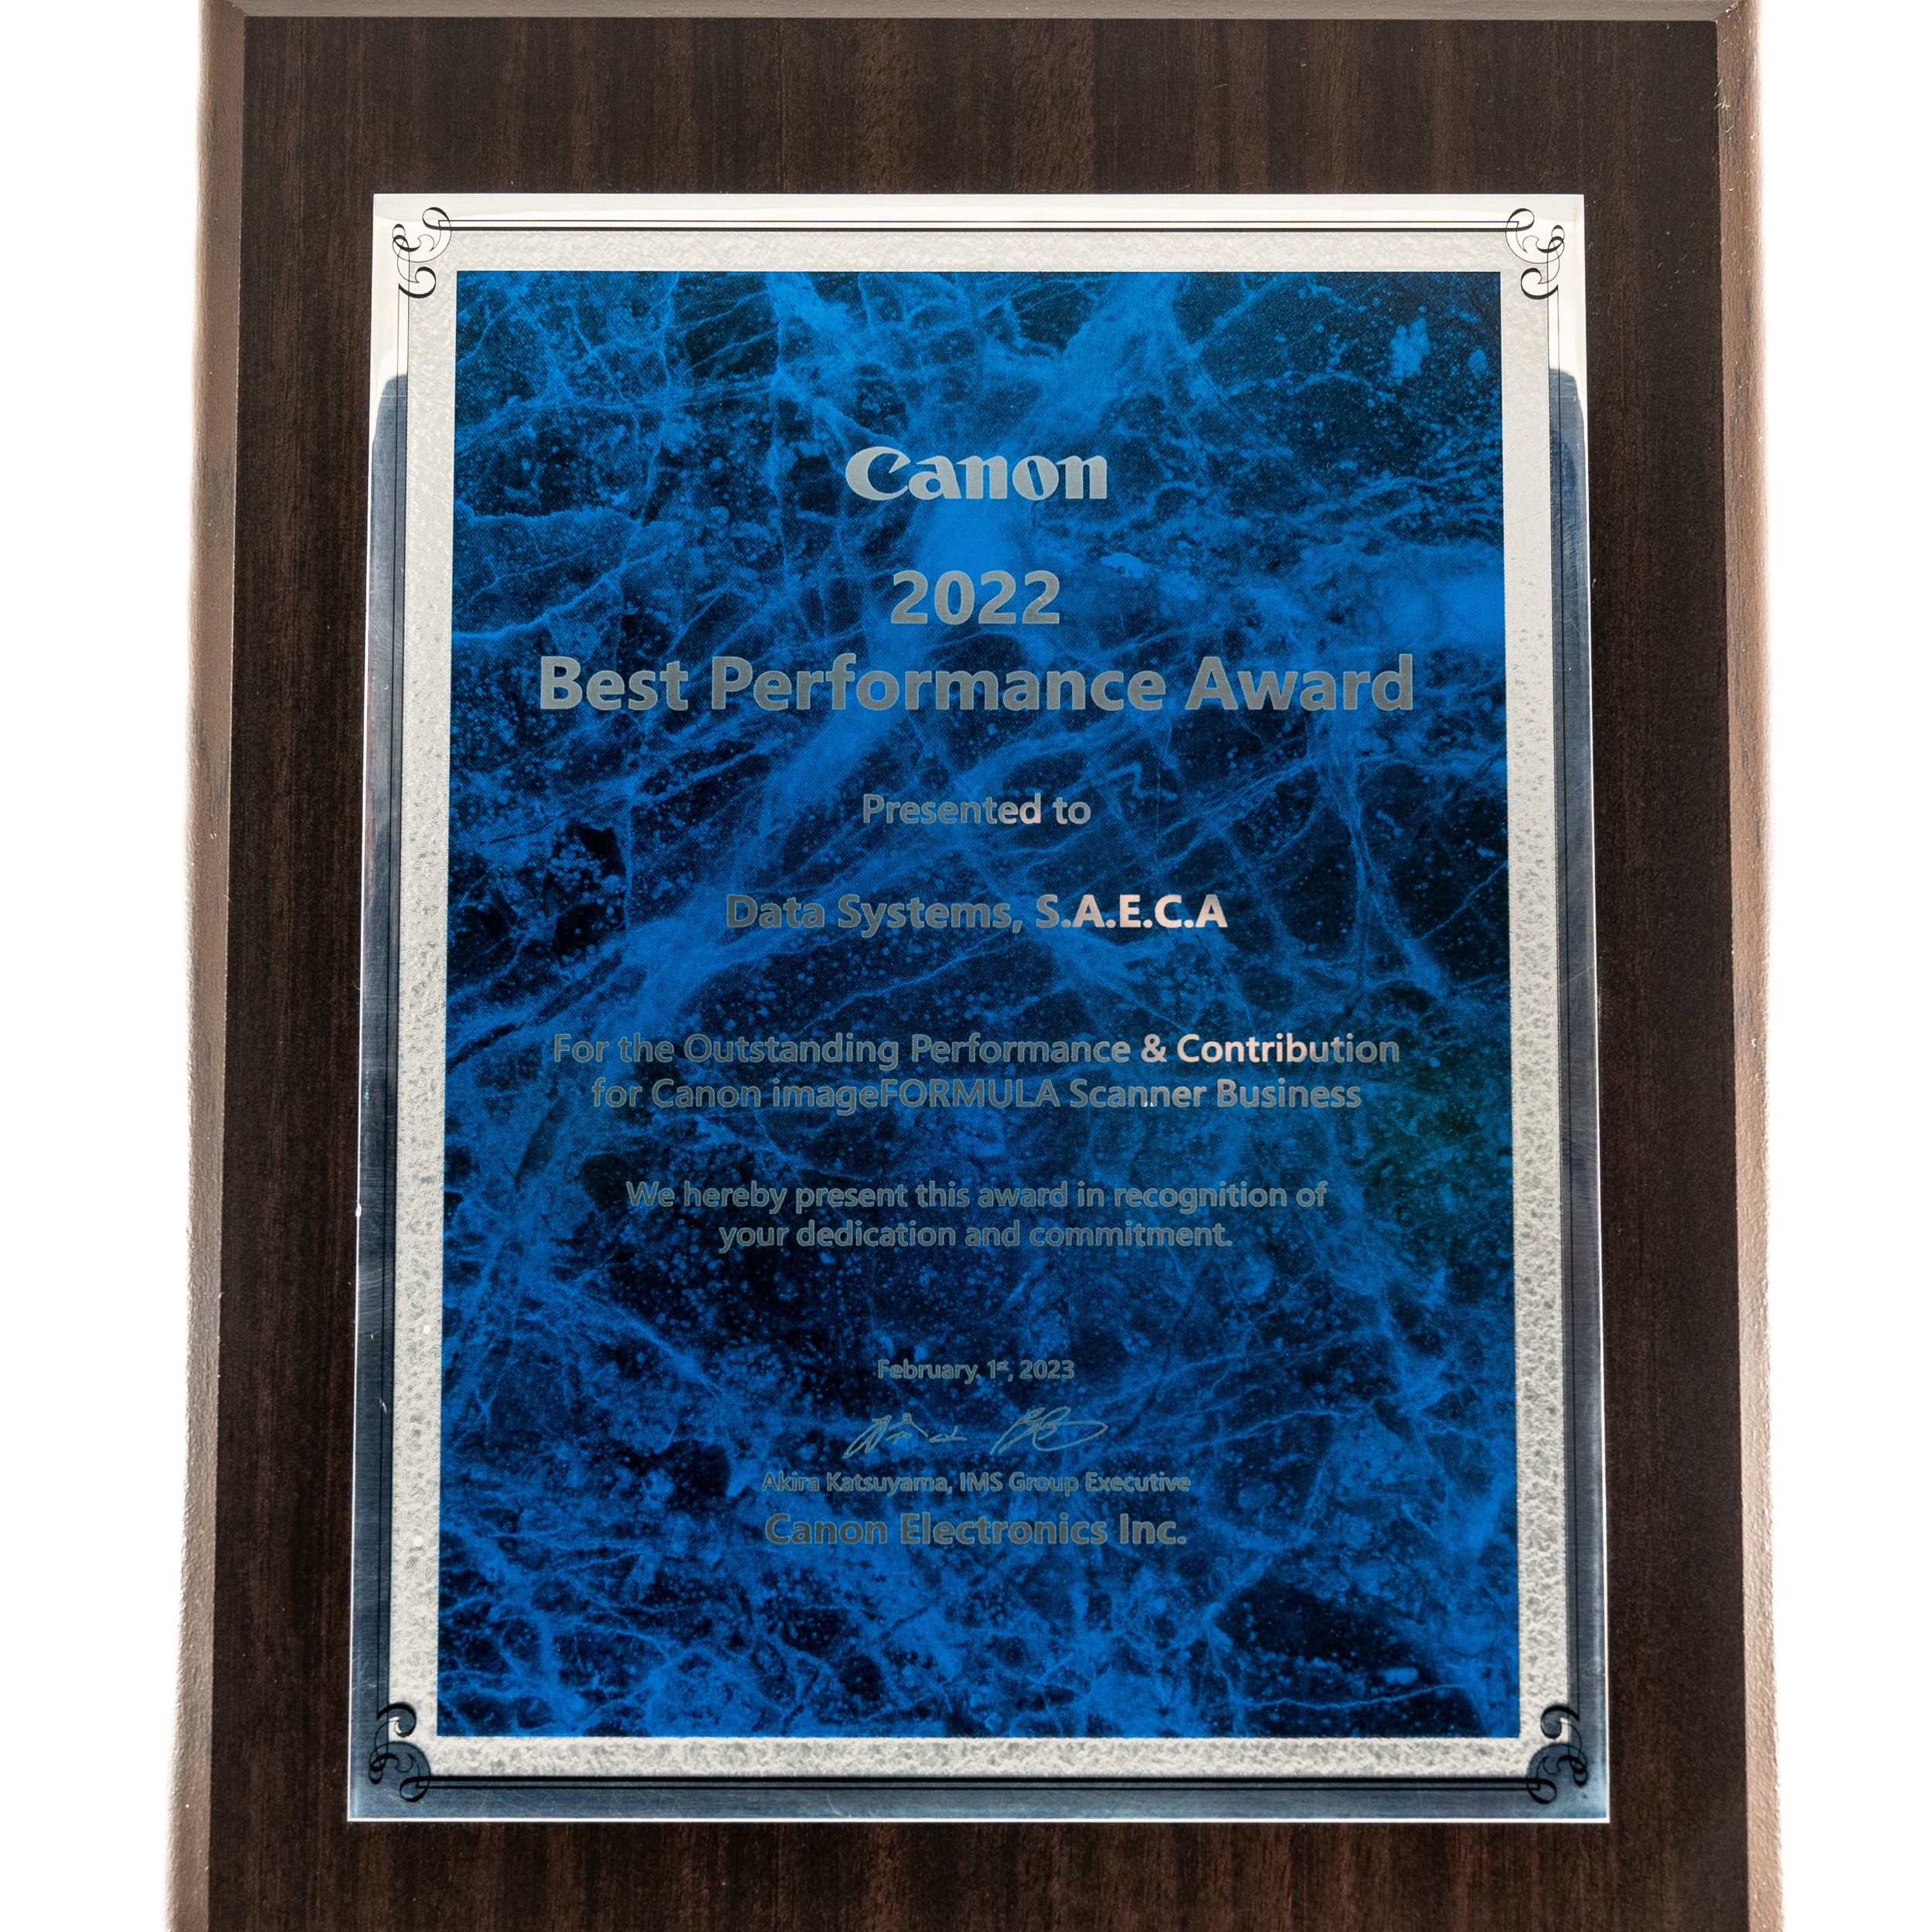 Canon
2022
Best Performance Award
Presented to
Data Systems, S.A.E.C.A
For the Outstanding Performance & Contribution
for Canon imageFORMULA Scanner Business
We hereby present this award in recognition of
your dedication and commitment.
February, 1st, 2023
Akira Katsuyama, IMS Group Executive
Canon Electronics Inc.